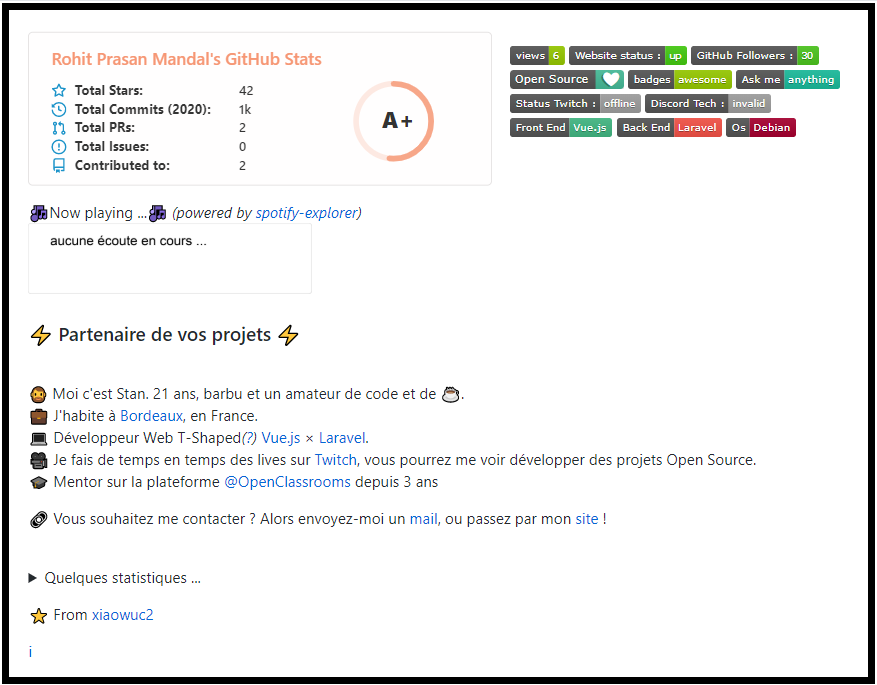 Rohit Prasan Mandal's GitHub Stats
Total Stars: 42
Total Commits (2020): 1k
Total PRs: 2
Total Issues: 0
Contributed to: 2
A+
views 6 Website status : up GitHub Followers : 30
Open Source badges awesome Ask me anything
Status Twitch : offline Discord Tech : invalid
Front End Vue.js Back End Laravel Os Debian
Now playing ... (powered by spotify-explorer)
aucune écoute en cours ...
⚡ Partenaire de vos projets ⚡
Moi c'est Stan. 21 ans, barbu et un amateur de code et de ☕.
J'habite à Bordeaux, en France.
Développeur Web T-Shaped(?) Vue.js × Laravel.
Je fais de temps en temps des lives sur Twitch, vous pourrez me voir développer des projets Open Source.
Mentor sur la plateforme @OpenClassrooms depuis 3 ans
Vous souhaitez me contacter ? Alors envoyez-moi un mail, ou passez par mon site !
Quelques statistiques ...
From xiaowuc2
i